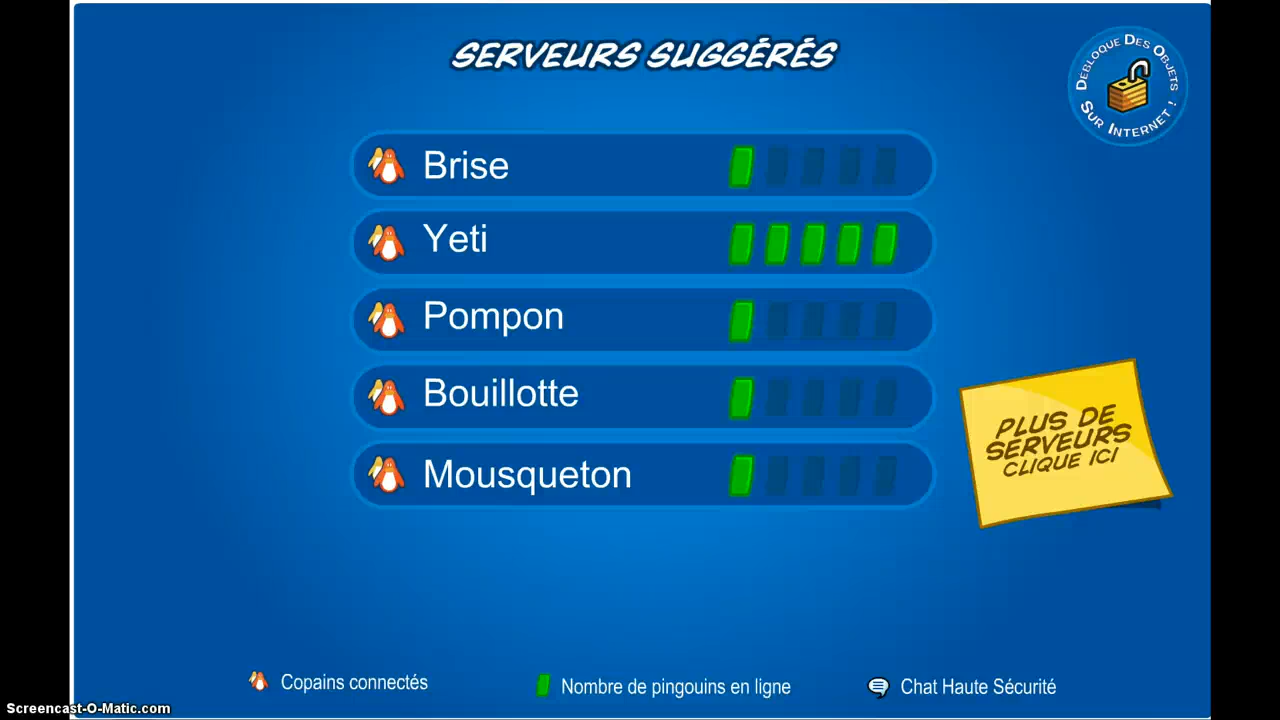 SERVEURS SUGGÉRÉS
DEBLOQUE DES OBJETS
SUR INTERNET !
Brise
Yeti
Pompon
Bouillotte
Mousqueton
PLUS DE
SERVEURS
CLIQUE ICI
Copains connectés
Nombre de pingouins en ligne
Chat Haute Sécurité
Screencast-O-Matic.com